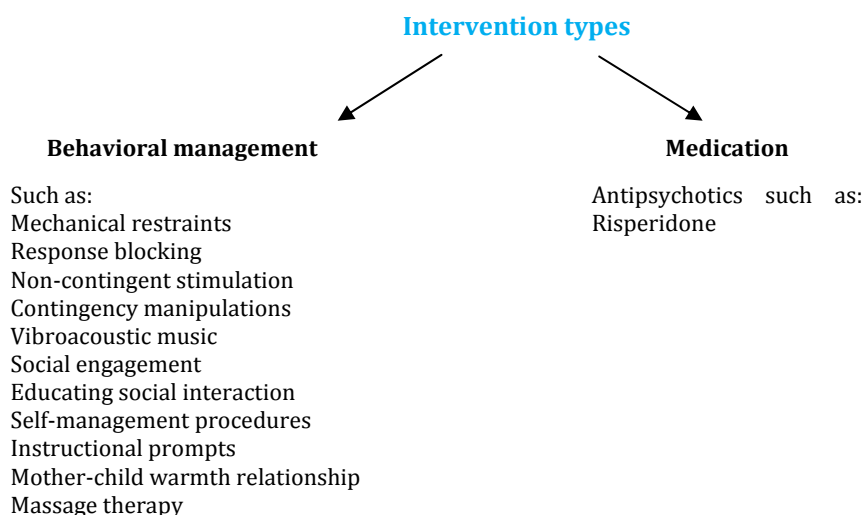 Intervention types
Behavioral management
Such as:
Mechanical restraints
Response blocking
Non-contingent stimulation
Contingency manipulations
Vibroacoustic music
Social engagement
Educating social interaction
Self-management procedures
Instructional prompts
Mother-child warmth relationship
Massage therapy
Medication
Antipsychotics such as:
Risperidone